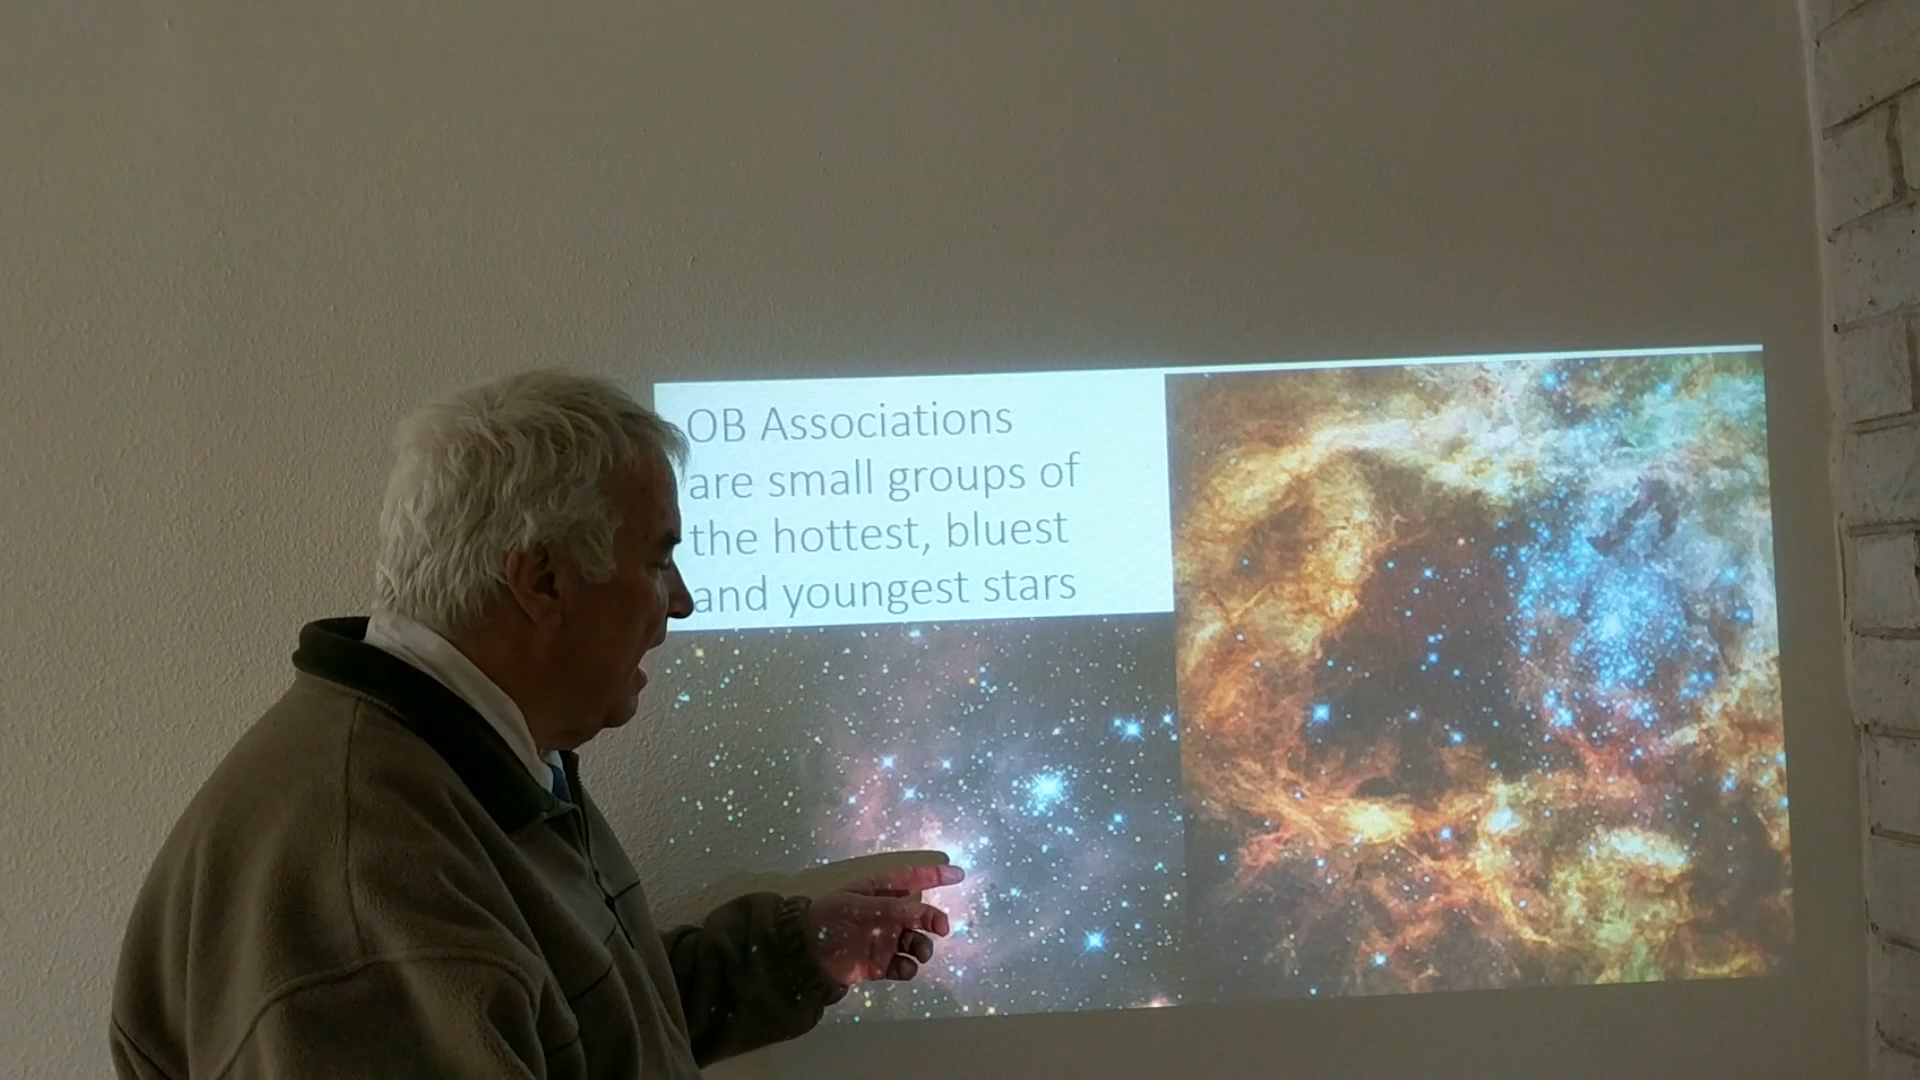 OB Associations
are small groups of
the hottest, bluest
and youngest stars